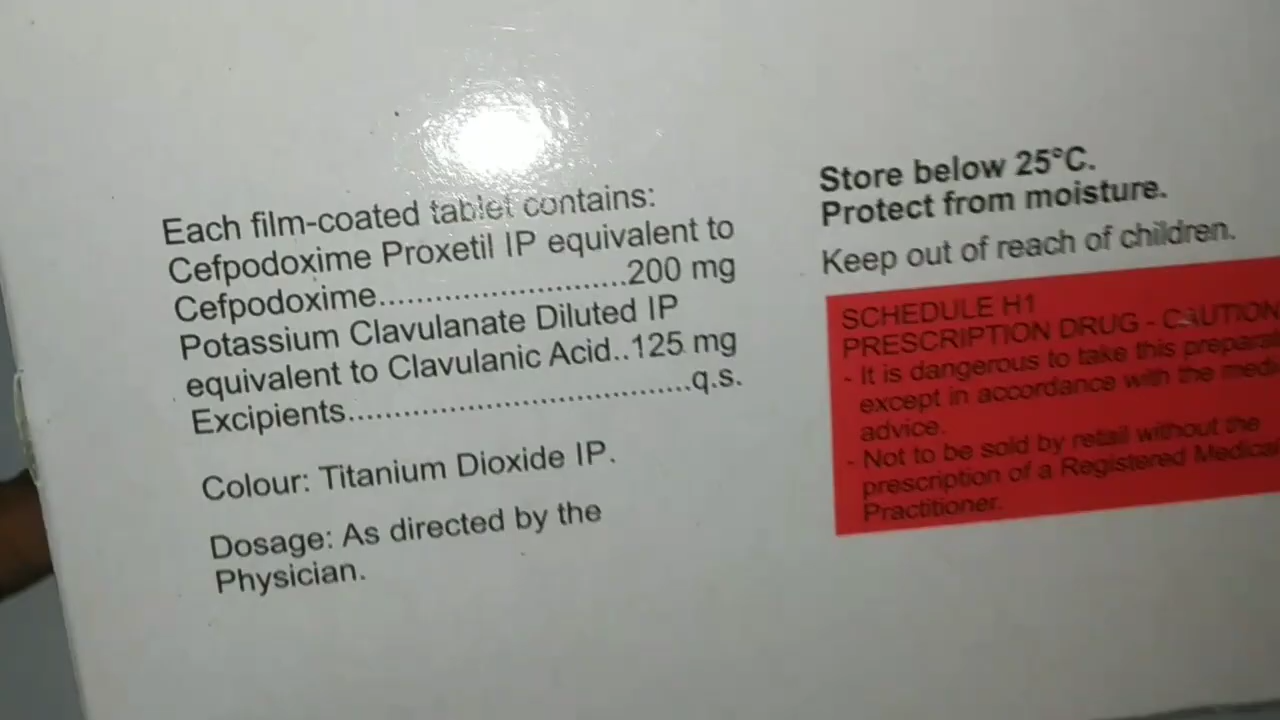 Each film-coated tablet contains:
Cefpodoxime Proxetil IP equivalent to
Cefpodoxime...........................200 mg
Potassium Clavulanate Diluted IP
equivalent to Clavulanic Acid..125 mg
Excipients.....................................q.s.
Colour: Titanium Dioxide IP.
Dosage: As directed by the
Physician.
Store below 25°C.
Protect from moisture.
Keep out of reach of children.
SCHEDULE H1
PRESCRIPTION DRUG - CAUTION
- It is dangerous to take this
except in accordance with the
advice.
- Not to be sold by retail without the
prescription of a Registered
Practitioner.